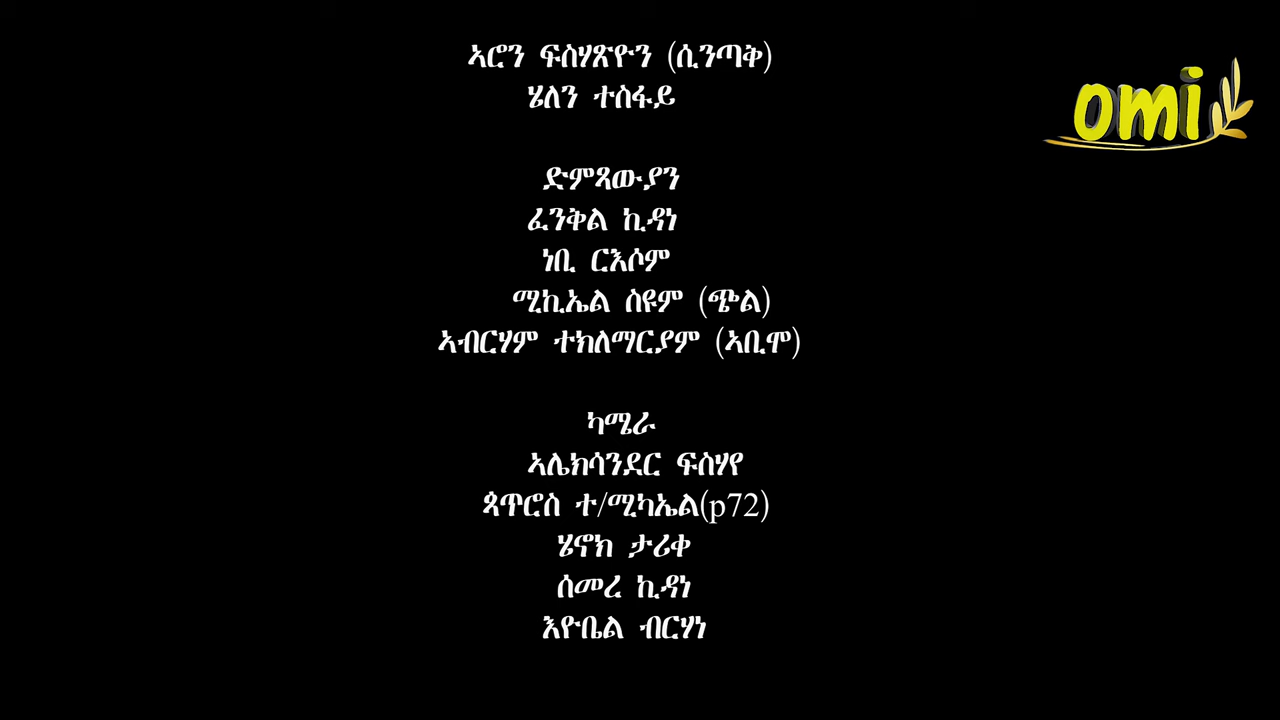 ኣሮን ፍስሃጽዮን (ሲንጣቅ)
ሄለን ተስፋይ
omi
ድምጻውያን
ፈንቅል ኪዳነ
ነቢ ርእሶም
ሚኪኤል ስዩም (ጭል)
ኣብርሃም ተክለማርያም (ኣቢሞ)
ካሜራ
ኣሌክሳንደር ፍስሃየ
ጴጥሮስ ተ/ሚካኤል(p72)
ሄኖክ ታሪቀ
ሰመረ ኪዳነ
እዮቤል ብርሃነ